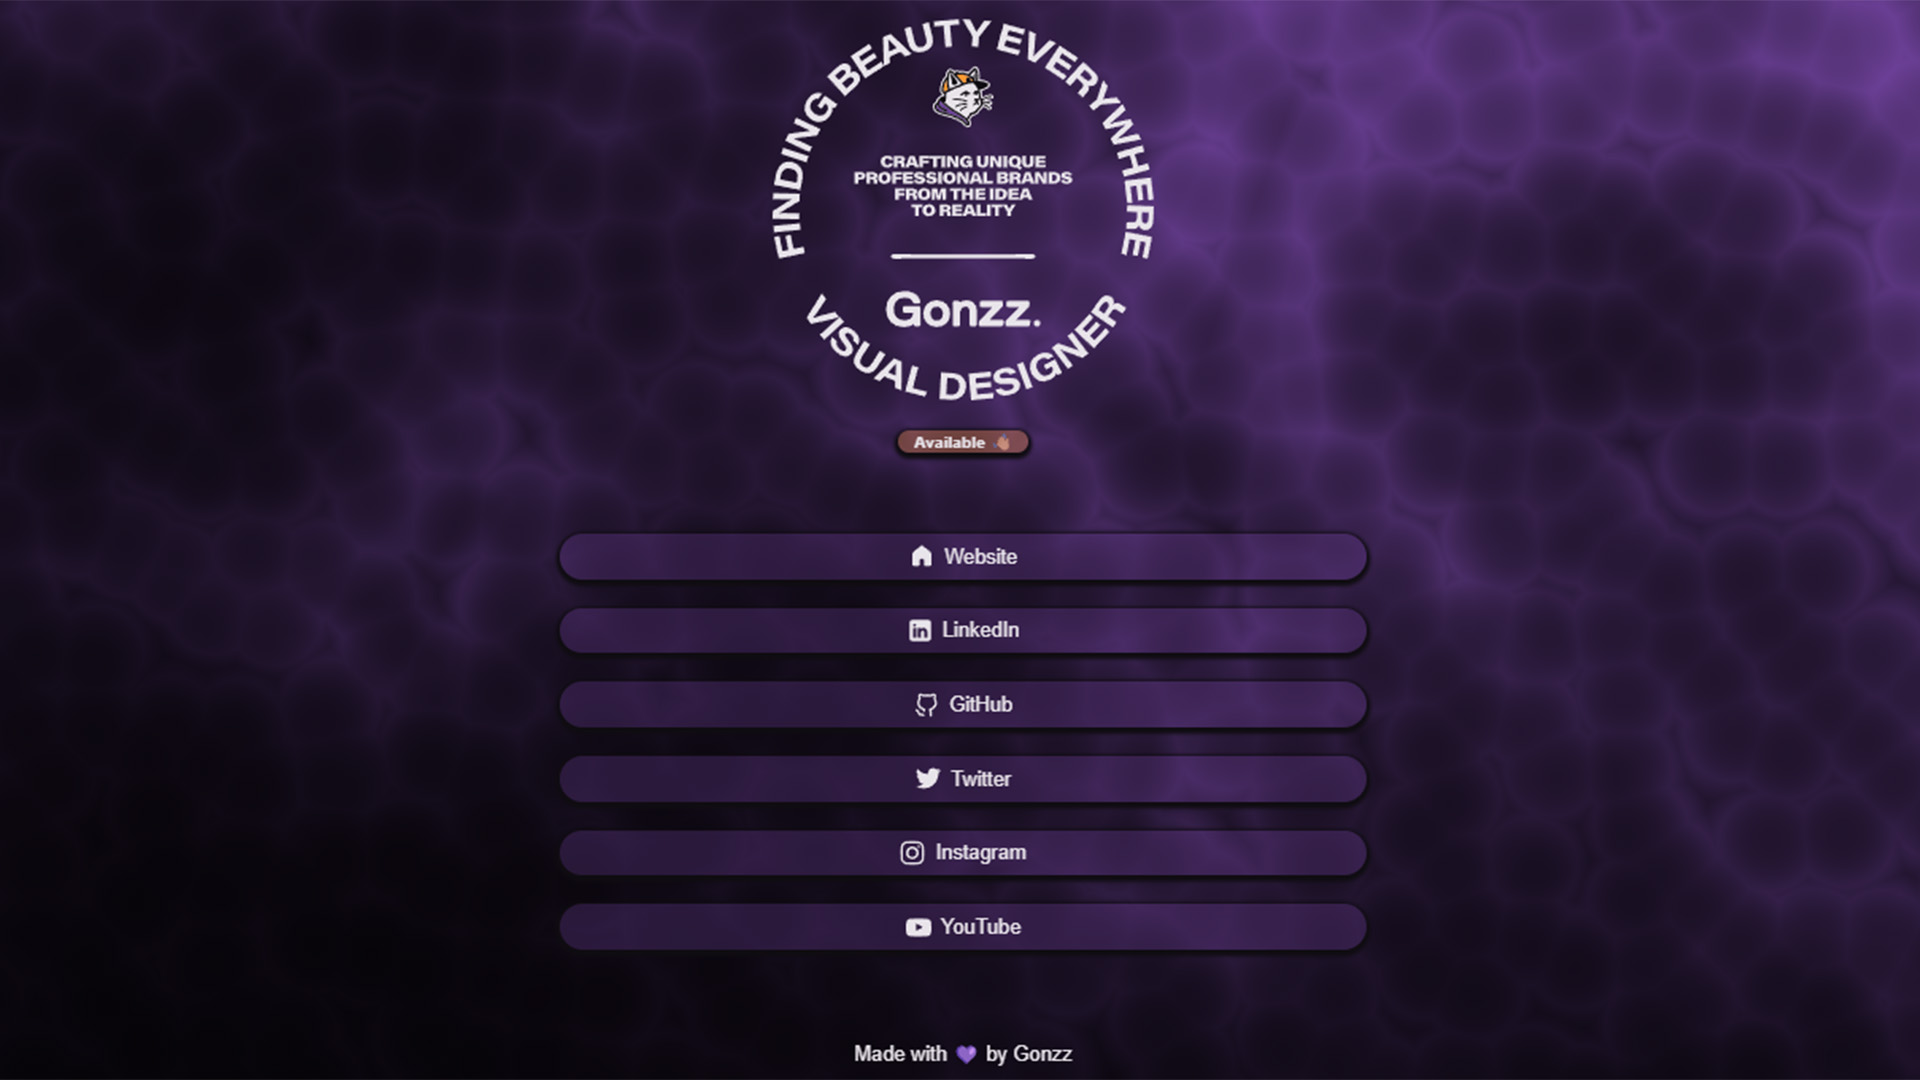 FINDING BEAUTY EVERYWHERE
CRAFTING UNIQUE
PROFESSIONAL BRANDS
FROM THE IDEA
TO REALITY
Gonzz.
VISUAL DESIGNER
Available 👋🏽
Website
LinkedIn
GitHub
Twitter
Instagram
YouTube
Made with 💜 by Gonzz